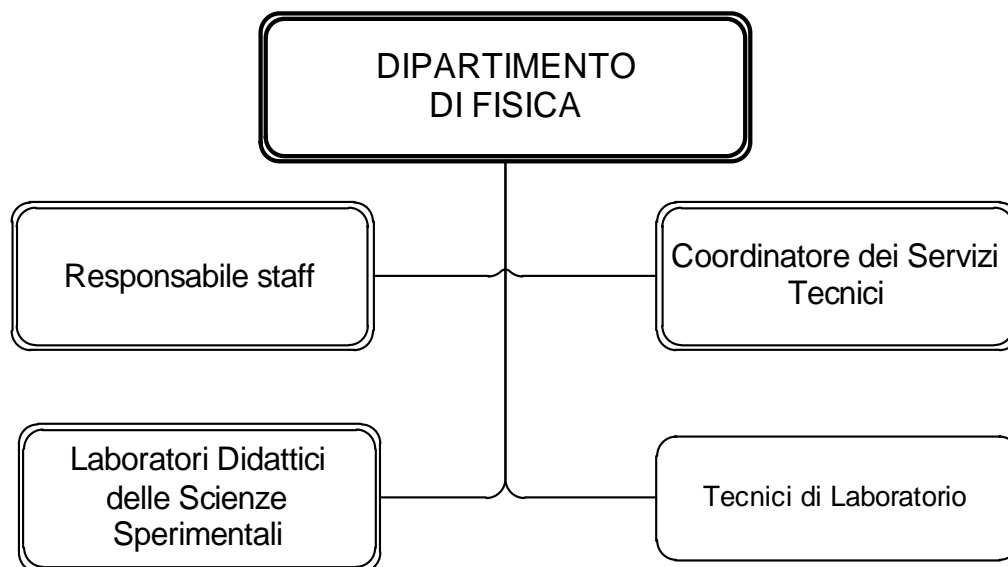 DIPARTIMENTO
DI FISICA
Responsabile staff
Coordinatore dei Servizi
Tecnici
Laboratori Didattici
delle Scienze
Sperimentali
Tecnici di Laboratorio